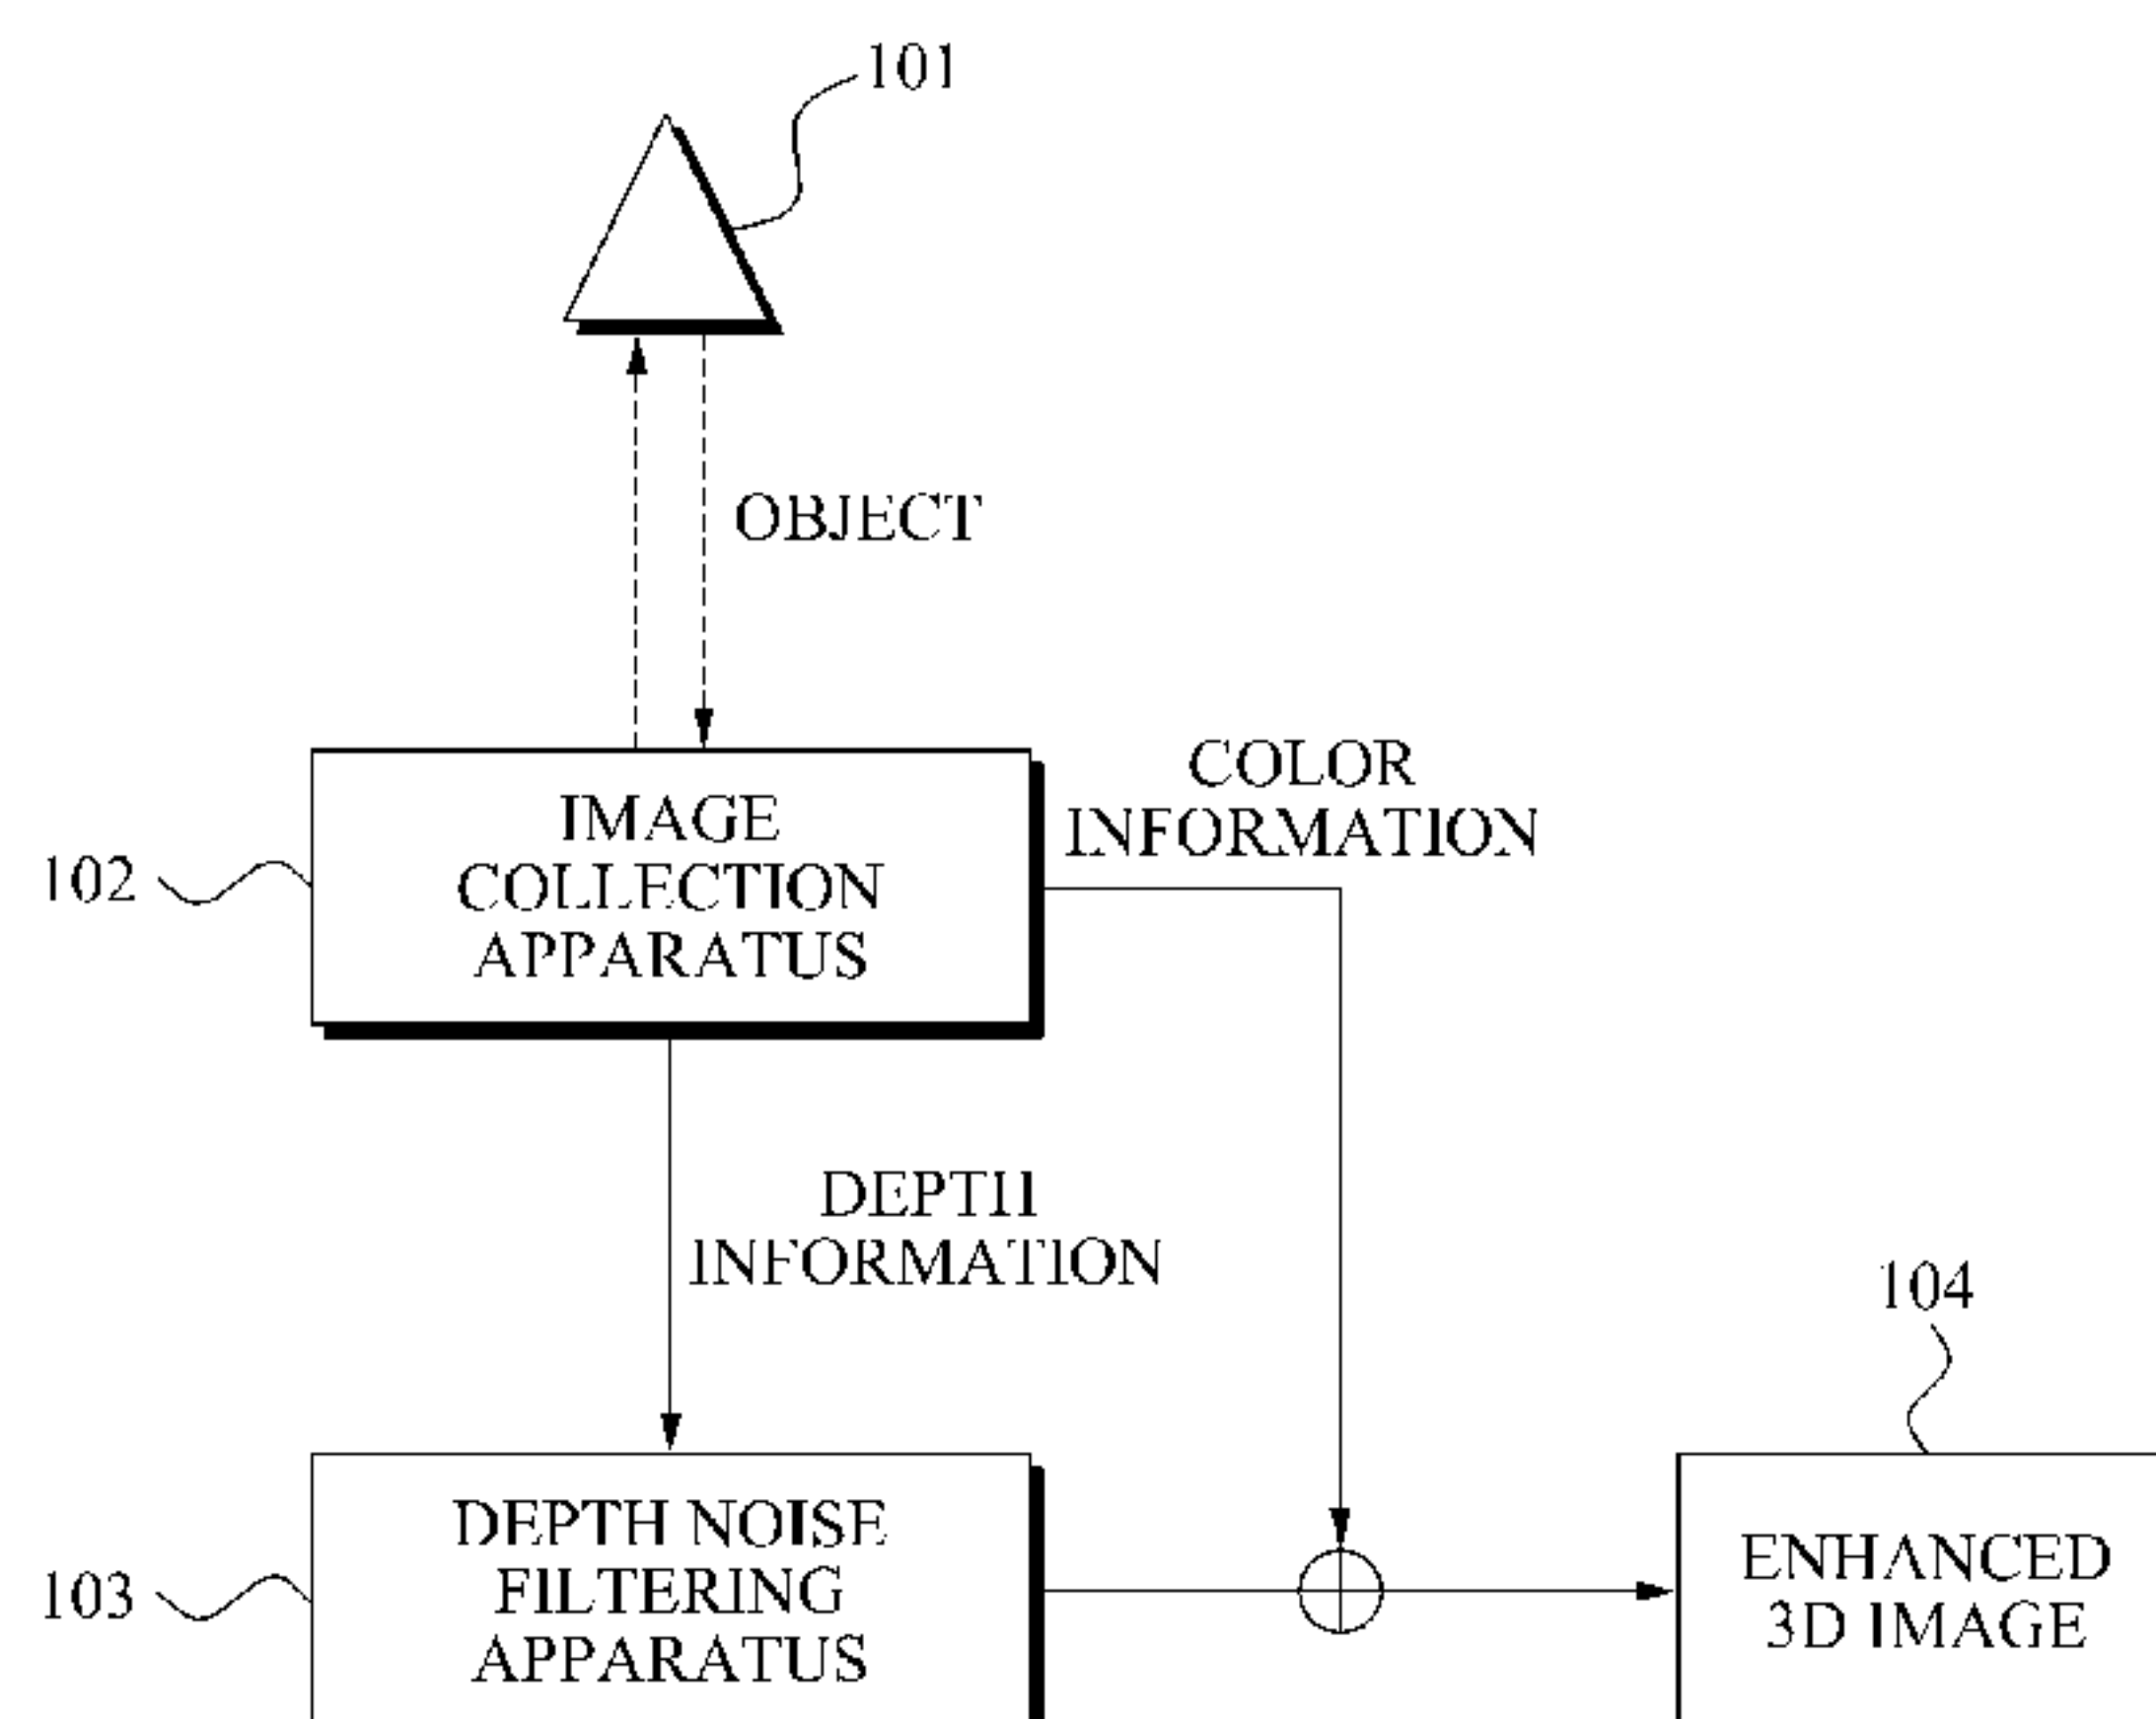 101
OBJECT
COLOR
INFORMATION
102
IMAGE
COLLECTION
APPARATUS
DEPTH
INFORMATION
104
103
DEPTH NOISE
FILTERING
APPARATUS
ENHANCED
3D IMAGE